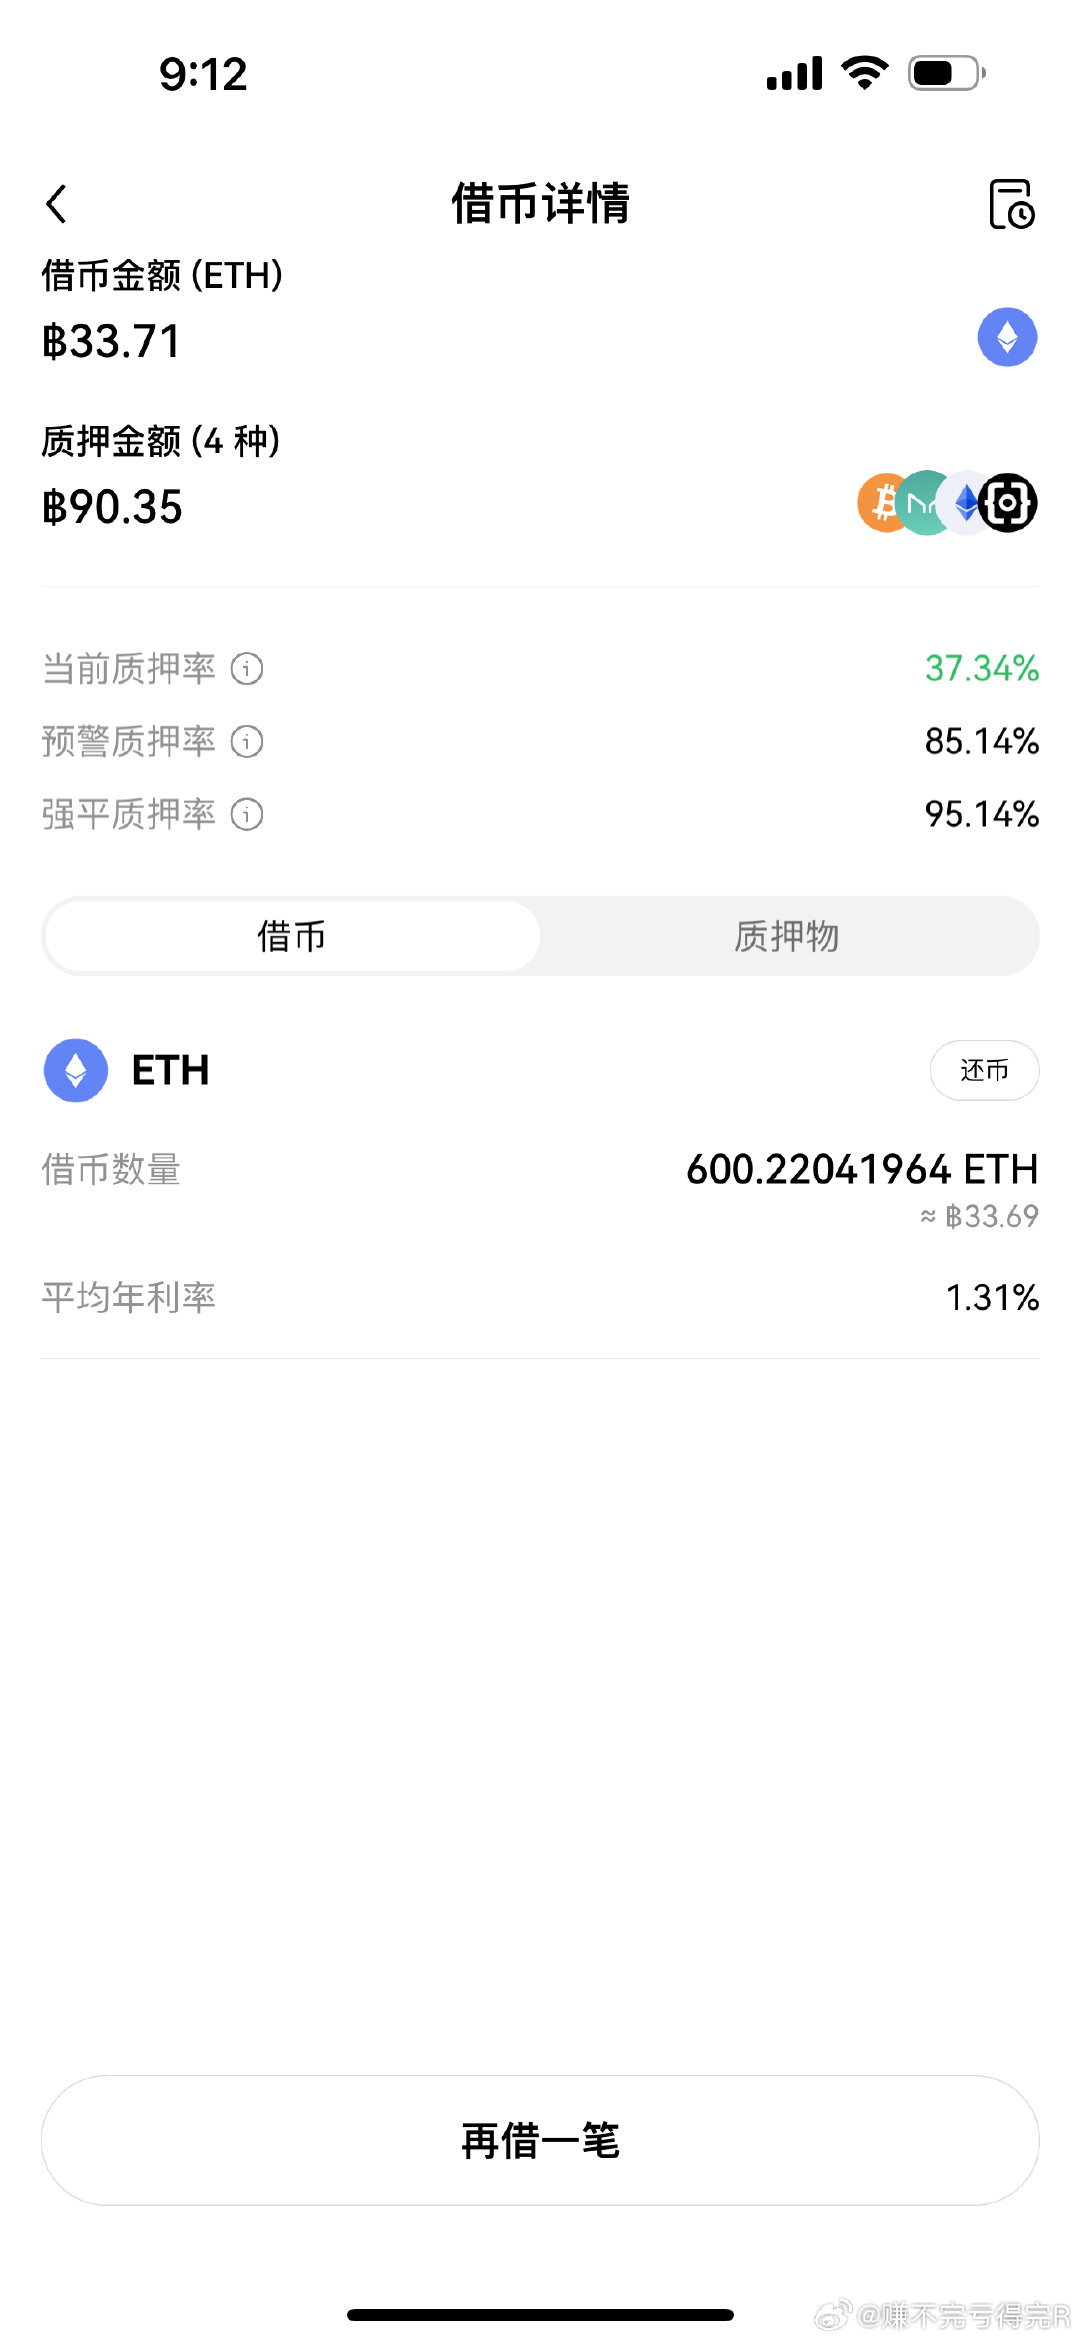 9:12
借币详情
借币金额 (ETH)
₿33.71
质押金额 (4 种)
₿90.35
当前质押率
37.34%
预警质押率
85.14%
强平质押率
95.14%
借币
质押物
ETH
还币
借币数量
600.22041964 ETH
≈ ₿33.69
平均年利率
1.31%
再借一笔
@赚不完亏得完R